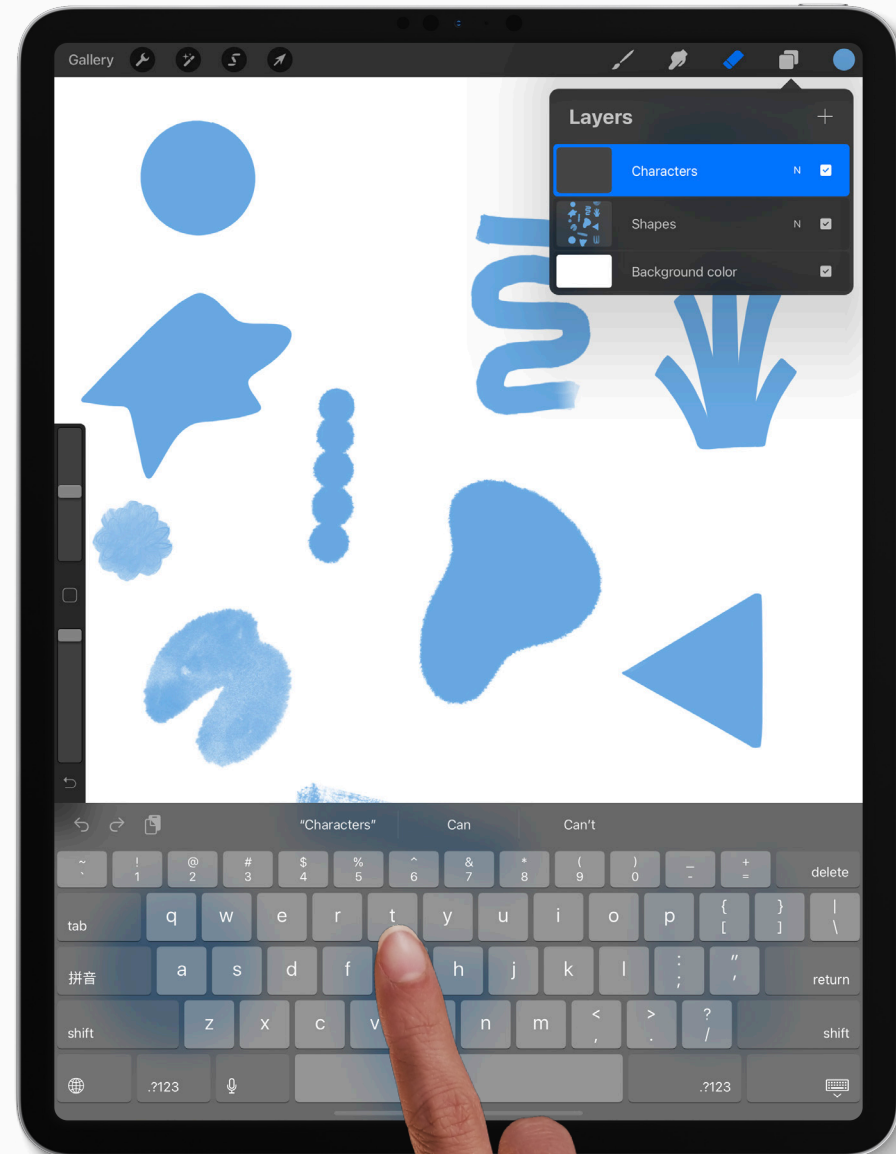 Gallery
Layers
Characters N
Shapes N
Background color
“Characters” Can Can't
~ ! @ # $ % ^ & * ( ) _ +
` 1 2 3 4 5 6 7 8 9 0 - = delete
tab q w e r t y u i o p { } |
[ ] \
拼音 a s d f h j k l : "
; ' return
shift z x c v n m < > ? shift
, . /
.?123 .?123